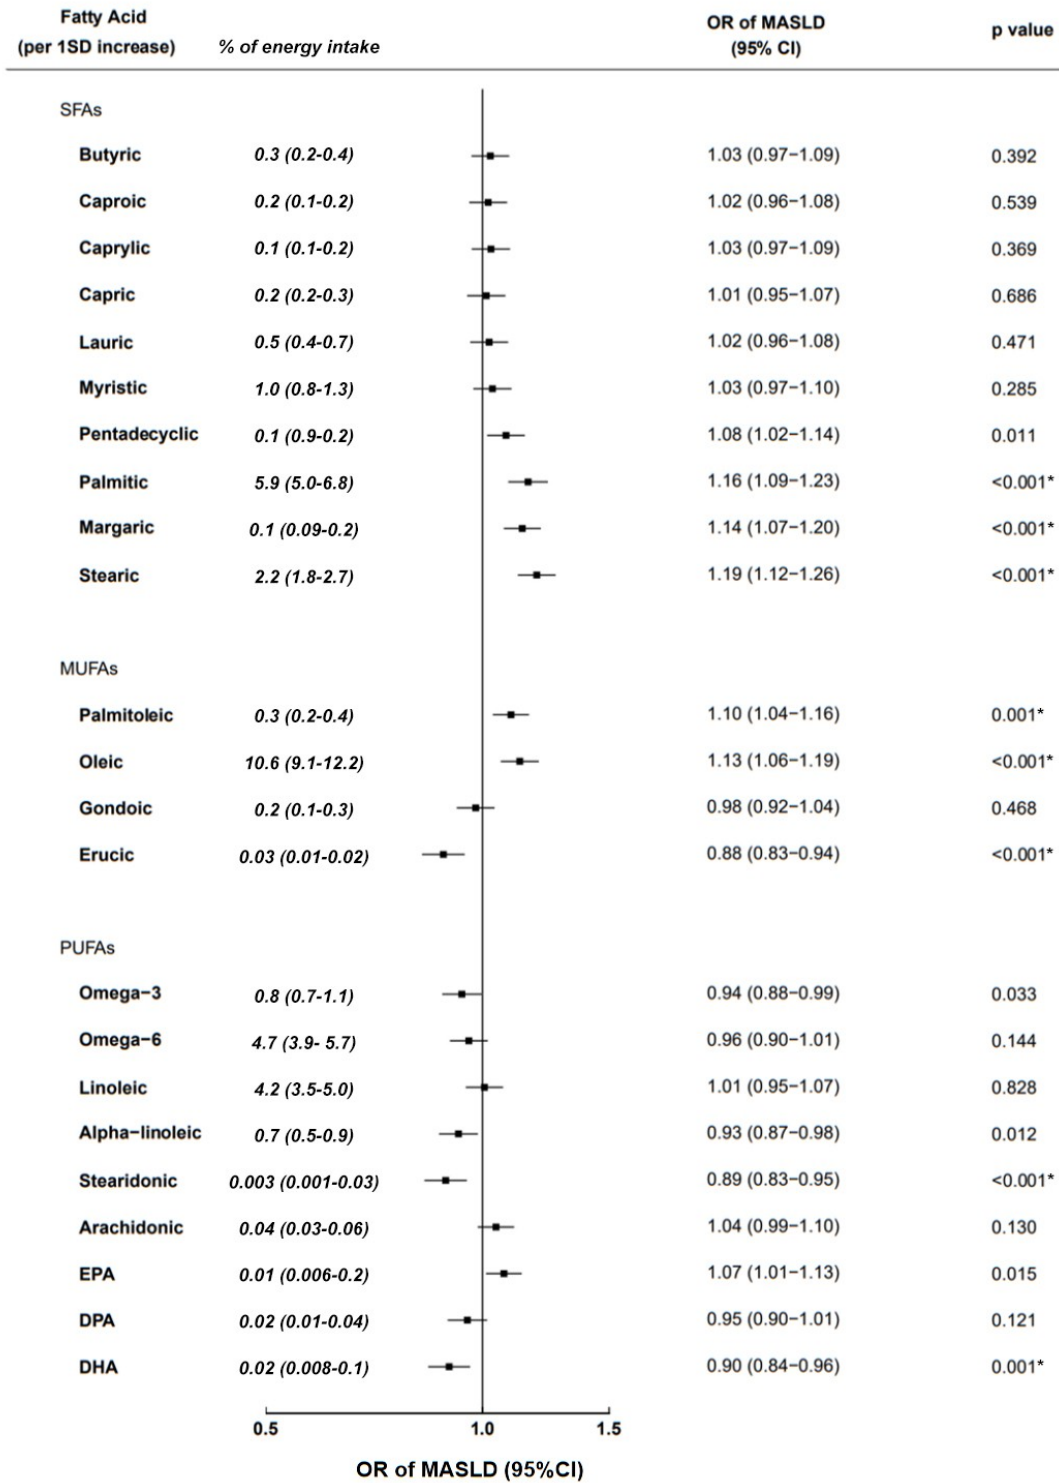 Fatty Acid
(per 1SD increase) % of energy intake OR of MASLD
(95% CI) p value
SFAs
Butyric 0.3 (0.2-0.4) 1.03 (0.97−1.09) 0.392
Caproic 0.2 (0.1-0.2) 1.02 (0.96−1.08) 0.539
Caprylic 0.1 (0.1-0.2) 1.03 (0.97−1.09) 0.369
Capric 0.2 (0.2-0.3) 1.01 (0.95−1.07) 0.686
Lauric 0.5 (0.4-0.7) 1.02 (0.96−1.08) 0.471
Myristic 1.0 (0.8-1.3) 1.03 (0.97−1.10) 0.285
Pentadecyclic 0.1 (0.9-0.2) 1.08 (1.02−1.14) 0.011
Palmitic 5.9 (5.0-6.8) 1.16 (1.09−1.23) <0.001*
Margaric 0.1 (0.09-0.2) 1.14 (1.07−1.20) <0.001*
Stearic 2.2 (1.8-2.7) 1.19 (1.12−1.26) <0.001*
MUFAs
Palmitoleic 0.3 (0.2-0.4) 1.10 (1.04−1.16) 0.001*
Oleic 10.6 (9.1-12.2) 1.13 (1.06−1.19) <0.001*
Gondoic 0.2 (0.1-0.3) 0.98 (0.92−1.04) 0.468
Erucic 0.03 (0.01-0.02) 0.88 (0.83−0.94) <0.001*
PUFAs
Omega−3 0.8 (0.7-1.1) 0.94 (0.88−0.99) 0.033
Omega−6 4.7 (3.9- 5.7) 0.96 (0.90−1.01) 0.144
Linoleic 4.2 (3.5-5.0) 1.01 (0.95−1.07) 0.828
Alpha−linoleic 0.7 (0.5-0.9) 0.93 (0.87−0.98) 0.012
Stearidonic 0.003 (0.001-0.03) 0.89 (0.83−0.95) <0.001*
Arachidonic 0.04 (0.03-0.06) 1.04 (0.99−1.10) 0.130
EPA 0.01 (0.006-0.2) 1.07 (1.01−1.13) 0.015
DPA 0.02 (0.01-0.04) 0.95 (0.90−1.01) 0.121
DHA 0.02 (0.008-0.1) 0.90 (0.84−0.96) 0.001*
0.5 1.0 1.5
OR of MASLD (95%CI)